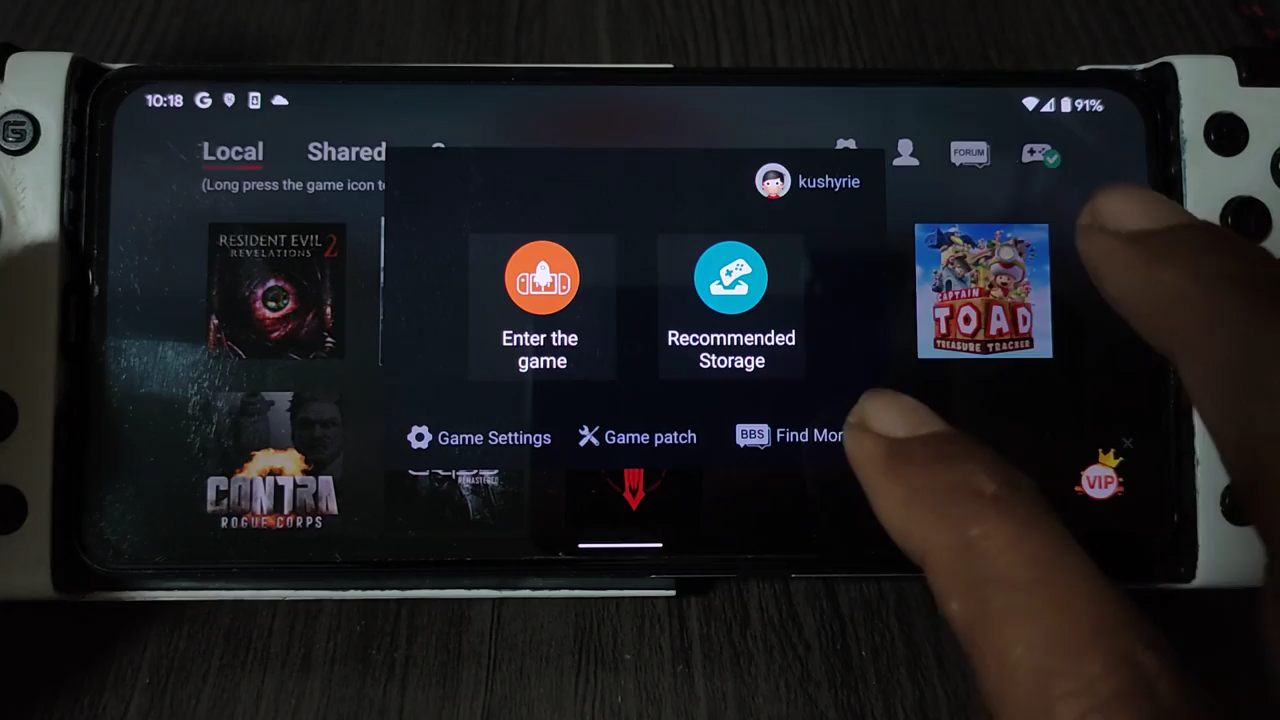 10:18
91%
Local Shared
FORUM
(Long press the game icon
kushyrie
RESIDENT EVIL
REVELATIONS 2
Enter the
game
Recommended
Storage
CAPTAIN
TOAD
TREASURE TRACKER
Game Settings
Game patch
BBS Find
VIP
REMASTERED
CONTRA
ROGUE CORPS